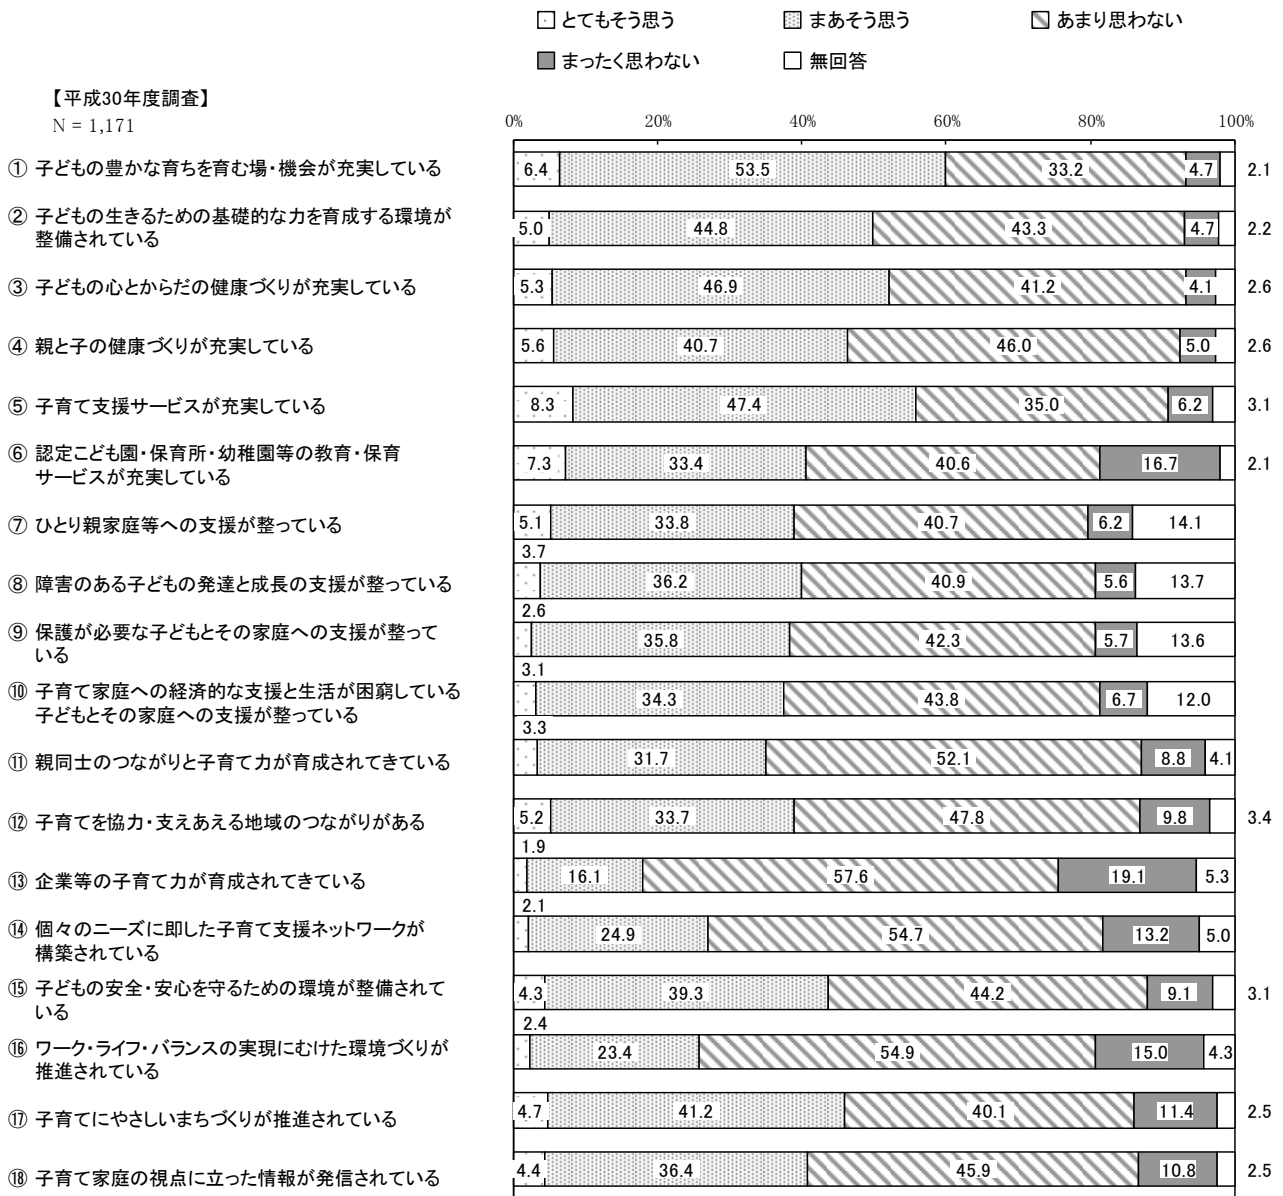 とてもそう思う まあそう思う あまり思わない
まったく思わない 無回答
【平成30年度調査】
N = 1,171
0% 20% 40% 60% 80% 100%
① 子どもの豊かな育ちを育む場・機会が充実している 6.4 53.5 33.2 4.7 2.1
② 子どもの生きるための基礎的な力を育成する環境が
整備されている 5.0 44.8 43.3 4.7 2.2
③ 子どもの心とからだの健康づくりが充実している 5.3 46.9 41.2 4.1 2.6
④ 親と子の健康づくりが充実している 5.6 40.7 46.0 5.0 2.6
⑤ 子育て支援サービスが充実している 8.3 47.4 35.0 6.2 3.1
⑥ 認定こども園・保育所・幼稚園等の教育・保育
サービスが充実している 7.3 33.4 40.6 16.7 2.1
⑦ ひとり親家庭等への支援が整っている 5.1 33.8 40.7 6.2 14.1
3.7
⑧ 障害のある子どもの発達と成長の支援が整っている 36.2 40.9 5.6 13.7
2.6
⑨ 保護が必要な子どもとその家庭への支援が整って
いる 35.8 42.3 5.7 13.6
3.1
⑩ 子育て家庭への経済的な支援と生活が困窮している
子どもとその家庭への支援が整っている 34.3 43.8 6.7 12.0
3.3
⑪ 親同士のつながりと子育て力が育成されてきている 31.7 52.1 8.8 4.1
⑫ 子育てを協力・支えあえる地域のつながりがある 5.2 33.7 47.8 9.8 3.4
1.9
⑬ 企業等の子育て力が育成されてきている 16.1 57.6 19.1 5.3
2.1
⑭ 個々のニーズに即した子育て支援ネットワークが
構築されている 24.9 54.7 13.2 5.0
⑮ 子どもの安全・安心を守るための環境が整備されて
いる 4.3 39.3 44.2 9.1 3.1
2.4
⑯ ワーク・ライフ・バランスの実現にむけた環境づくりが
推進されている 23.4 54.9 15.0 4.3
⑰ 子育てにやさしいまちづくりが推進されている 4.7 41.2 40.1 11.4 2.5
⑱ 子育て家庭の視点に立った情報が発信されている 4.4 36.4 45.9 10.8 2.5